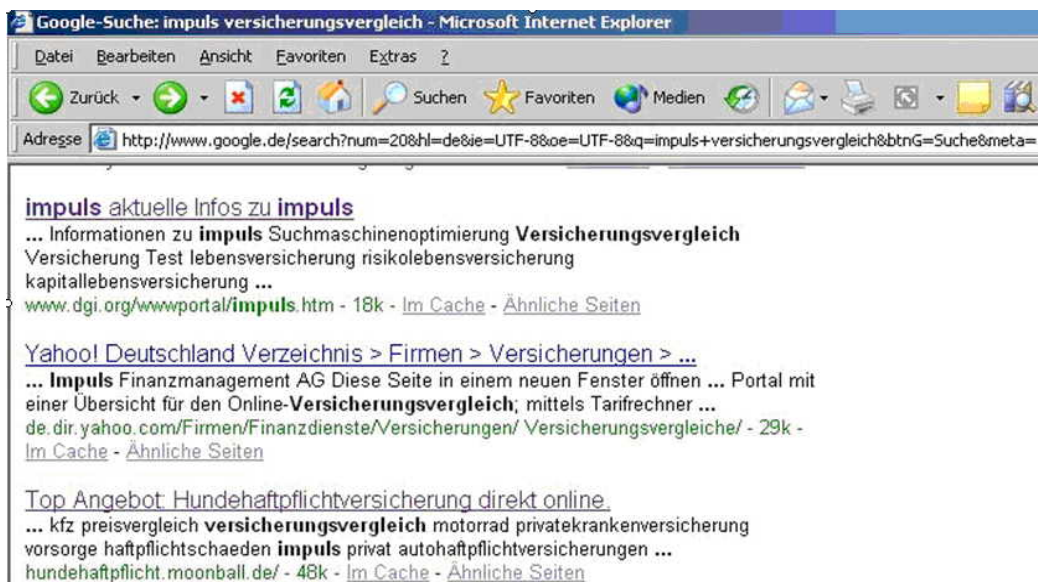 Google-Suche: impuls versicherungsvergleich - Microsoft Internet Explorer
Datei Bearbeiten Ansicht Favoriten Extras ?
Zurück Suchen Favoriten Medien
Adresse http://www.google.de/search?num=20&hl=de&ie=UTF-8&oe=UTF-8&q=impuls+versicherungsvergleich&btnG=Suche&meta=
impuls aktuelle Infos zu impuls
... Informationen zu impuls Suchmaschinenoptimierung Versicherungsvergleich
Versicherung Test lebensversicherung risikolebensversicherung
kapitallebensversicherung ...
www.dgi.org/wwwportal/impuls.htm - 18k - Im Cache - Ähnliche Seiten
Yahoo! Deutschland Verzeichnis > Firmen > Versicherungen > ...
... Impuls Finanzmanagement AG Diese Seite in einem neuen Fenster öffnen ... Portal mit
einer Übersicht für den Online-Versicherungsvergleich; mittels Tarifrechner ...
de.dir.yahoo.com/Firmen/Finanzdienste/Versicherungen/ Versicherungsvergleiche/ - 29k -
Im Cache - Ähnliche Seiten
Top Angebot: Hundehaftpflichtversicherung direkt online.
... kfz preisvergleich versicherungsvergleich motorrad privatekrankenversicherung
vorsorge haftpflichtschaeden impuls privat autohaftpflichtversicherungen ...
hundehaftpflicht.moonball.de/ - 48k - Im Cache - Ähnliche Seiten